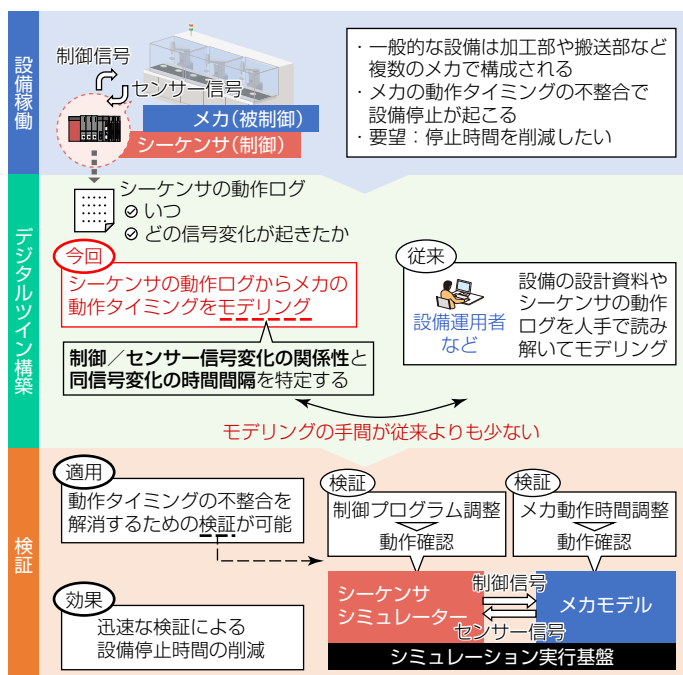 設備稼働
制御信号
センサー信号
メカ（被制御）
シーケンサ（制御）
・一般的な設備は加工部や搬送部など
複数のメカで構成される
・メカの動作タイミングの不整合で
設備停止が起こる
・要望：停止時間を削減したい
デジタルツイン構築
シーケンサの動作ログ
いつ
どの信号変化が起きたか
今回
シーケンサの動作ログからメカの
動作タイミングをモデリング
制御／センサー信号変化の関係性と
同信号変化の時間間隔を特定する
従来
設備運用者
など
設備の設計資料や
シーケンサの動作
ログを人手で読み
解いてモデリング
モデリングの手間が従来よりも少ない
検証
適用
動作タイミングの不整合を
解消するための検証が可能
効果
迅速な検証による
設備停止時間の削減
検証
制御プログラム調整
動作確認
検証
メカ動作時間調整
動作確認
シーケンサ
シミュレーター
制御信号
センサー信号
メカモデル
シミュレーション実行基盤